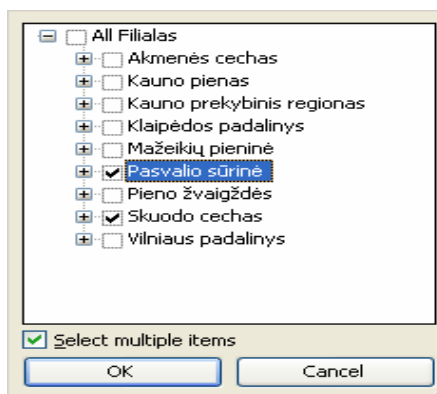 All Filialas
Akmenės cechas
Kauno pienas
Kauno prekybinis regionas
Klaipėdos padalinys
Mažeikių pieninė
Pasvalio sūrinė
Pieno žvaigždės
Skuodo cechas
Vilniaus padalinys
Select multiple items
OK Cancel